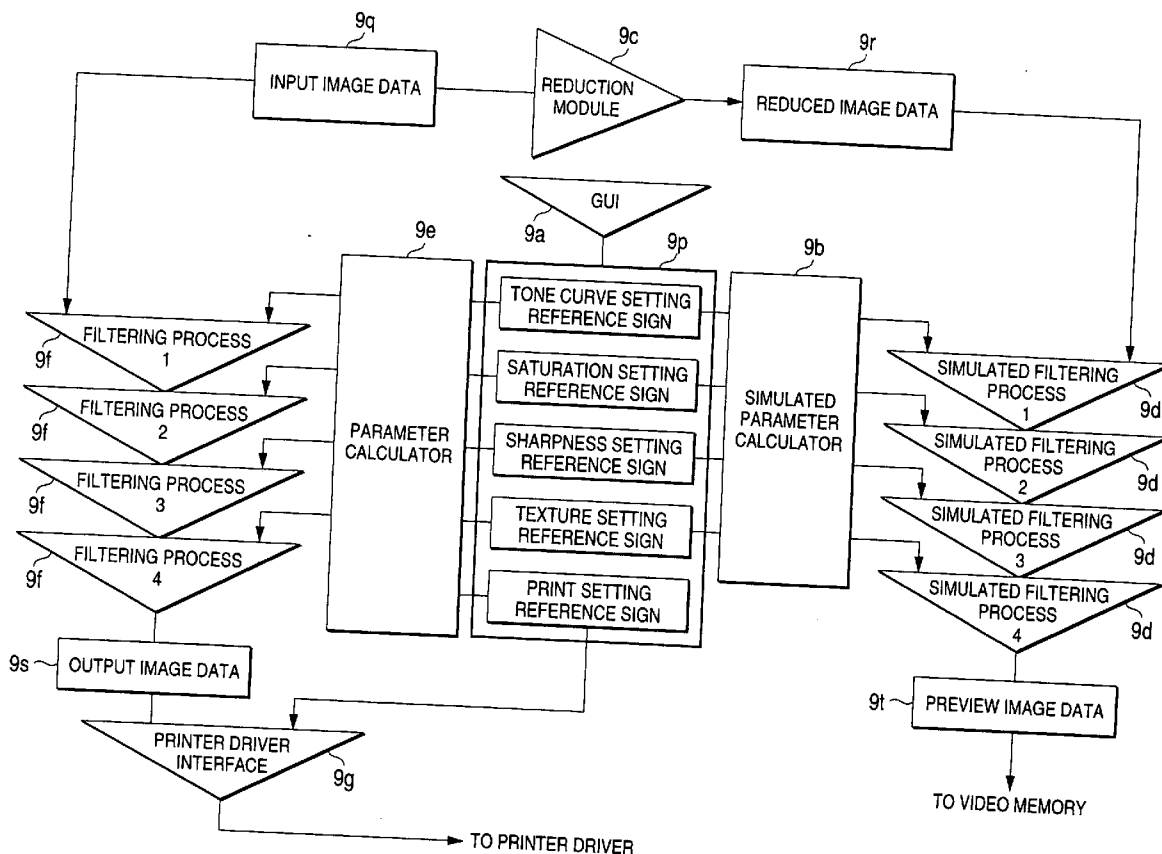 9q
INPUT IMAGE DATA
9c
REDUCTION
MODULE
9r
REDUCED IMAGE DATA
GUI
9a
9e
PARAMETER
CALCULATOR
9p
TONE CURVE SETTING
REFERENCE SIGN
SATURATION SETTING
REFERENCE SIGN
SHARPNESS SETTING
REFERENCE SIGN
TEXTURE SETTING
REFERENCE SIGN
PRINT SETTING
REFERENCE SIGN
9b
SIMULATED
PARAMETER
CALCULATOR
FILTERING PROCESS
1
9f
FILTERING PROCESS
2
9f
FILTERING PROCESS
3
9f
FILTERING PROCESS
4
9f
SIMULATED FILTERING
PROCESS
1
9d
SIMULATED FILTERING
PROCESS
2
9d
SIMULATED FILTERING
PROCESS
3
9d
SIMULATED FILTERING
PROCESS
4
9d
9s
OUTPUT IMAGE DATA
PRINTER DRIVER
INTERFACE
9g
TO PRINTER DRIVER
9t
PREVIEW IMAGE DATA
TO VIDEO MEMORY